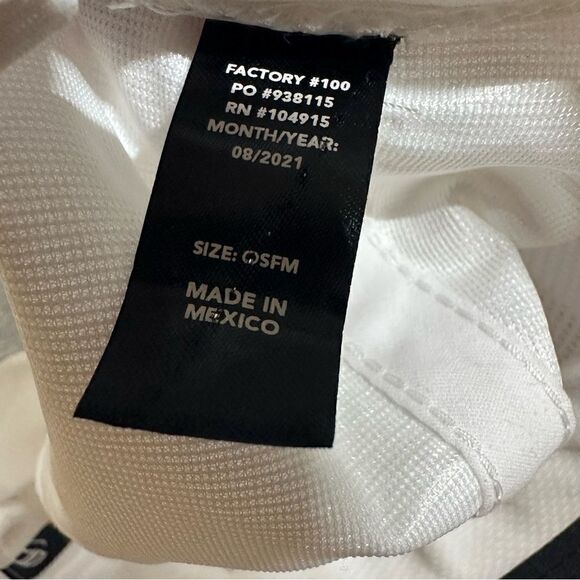 FACTORY #100
PO #938115
RN #104915
MONTH/YEAR:
08/2021
SIZE: OSFM
MADE IN
MEXICO